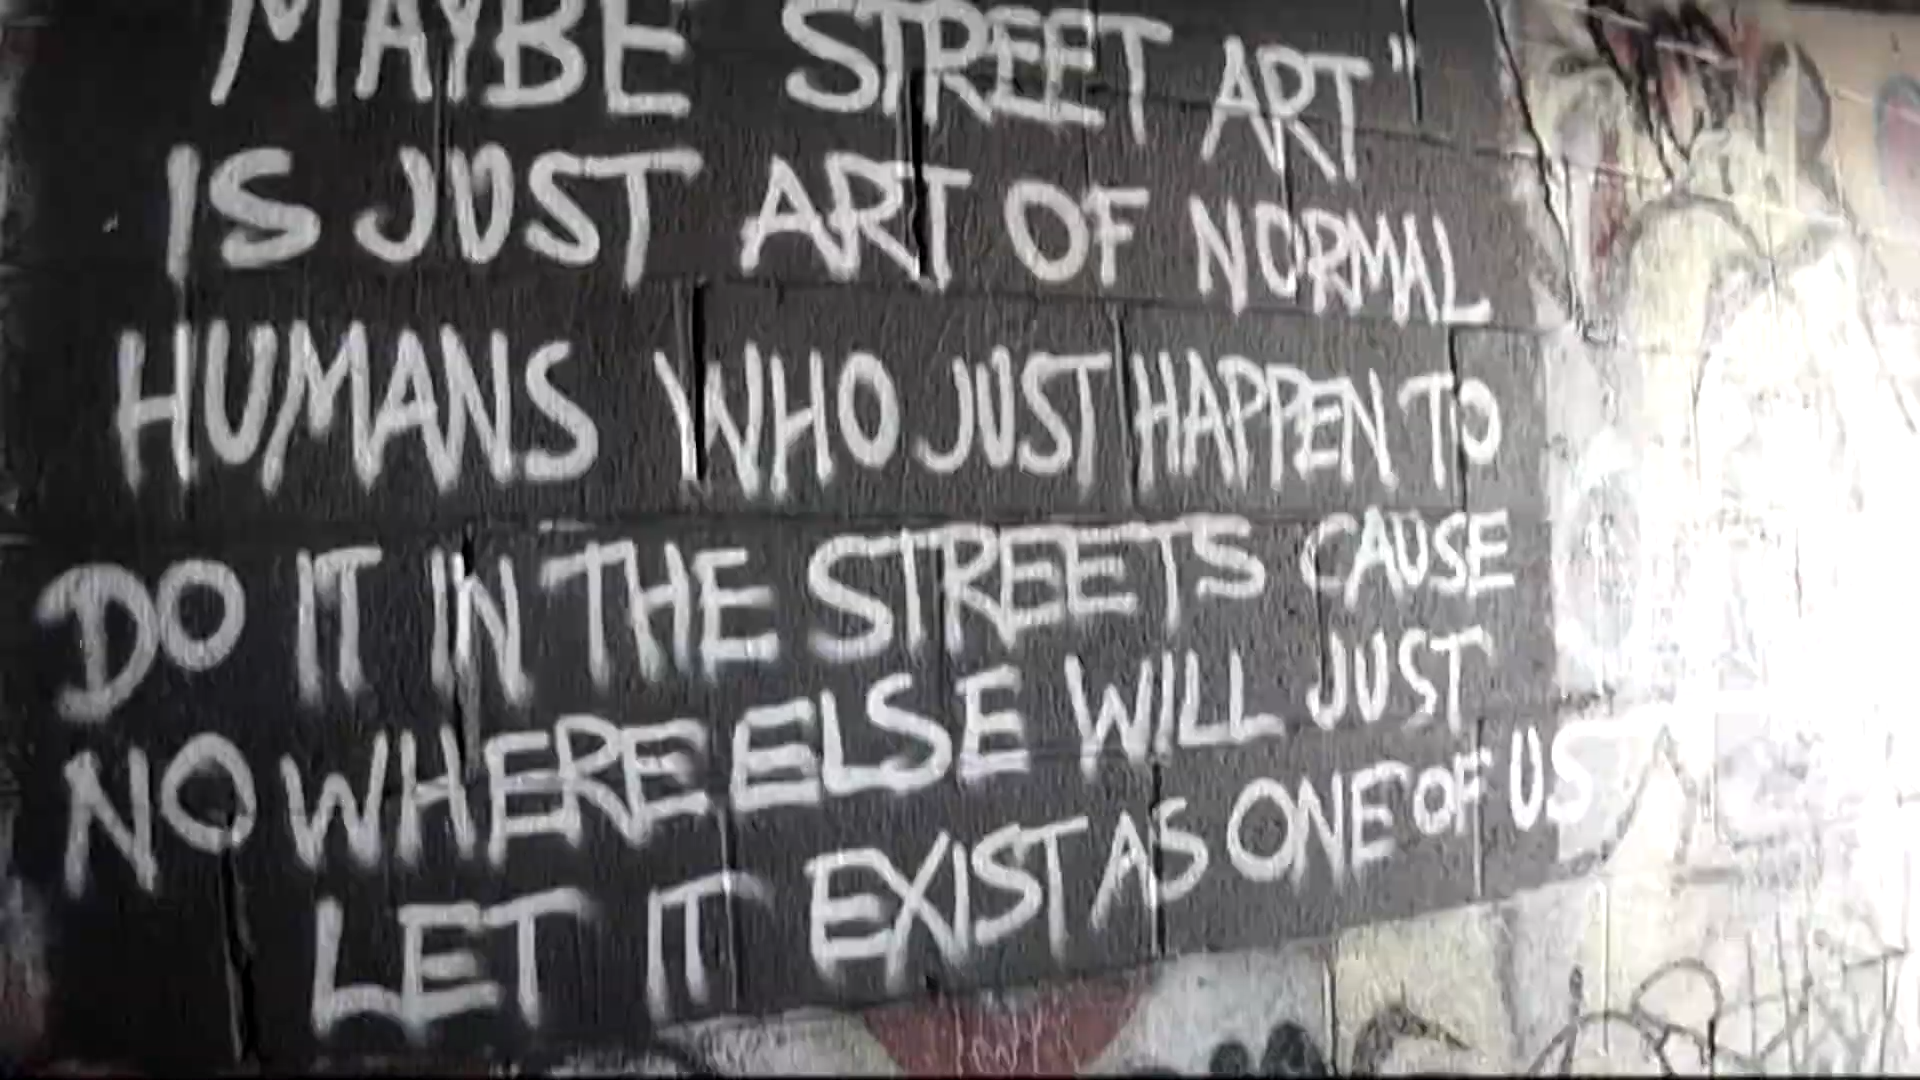 MAYBE STREET ART"
IS JUST ART OF NORMAL
HUMANS WHO JUST HAPPEN TO
DO IT IN THE STREETS CAUSE
NOWHERE ELSE WILL JUST
LET IT EXIST AS ONE OF US